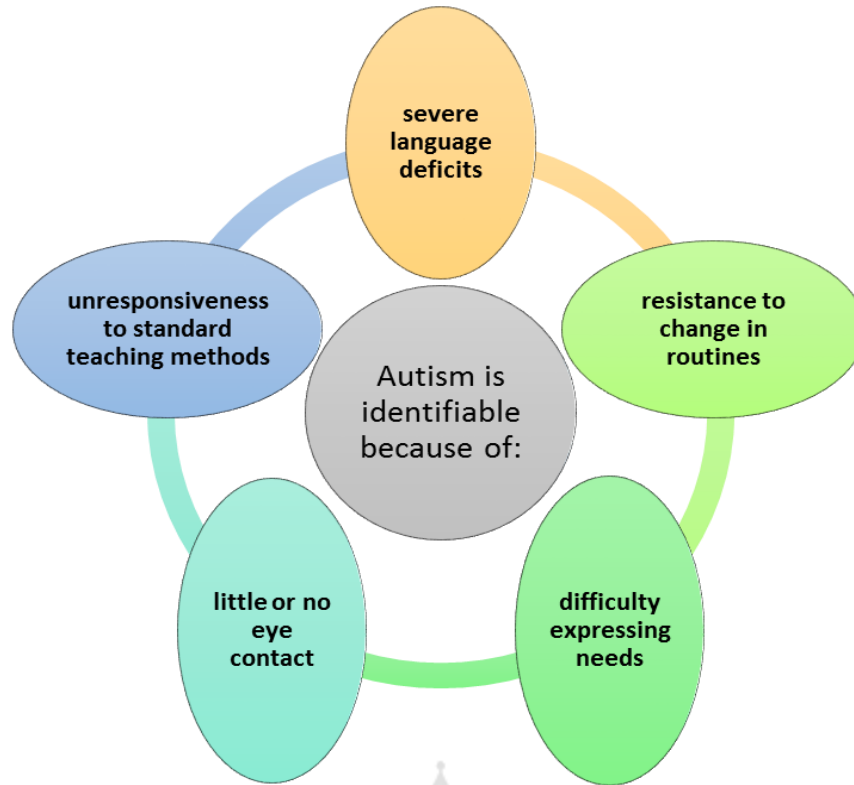 severe
language
deficits
resistance to
change in
routines
difficulty
expressing
needs
little or no
eye
contact
unresponsiveness
to standard
teaching methods
Autism is
identifiable
because of: